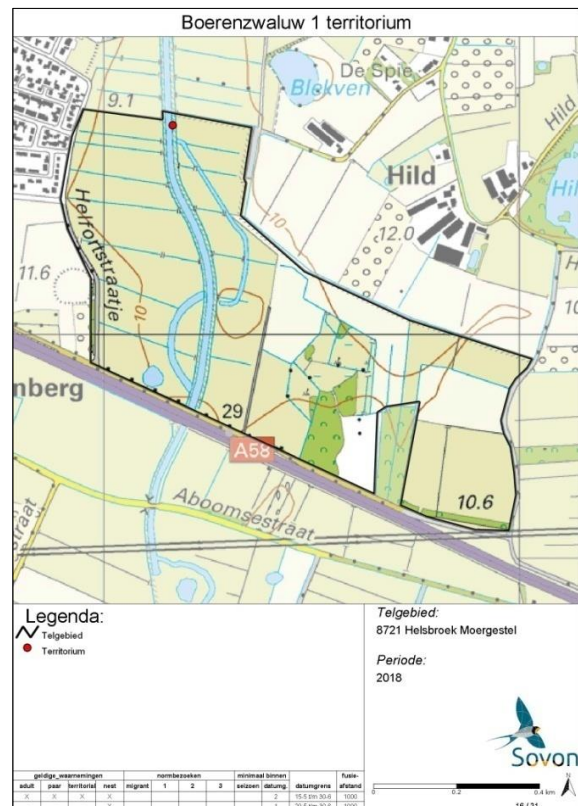 Boerenzwaluw 1 territorium
De Spie
Blekven
9.1
Hild
Hild
Helfortstraatje
10
12.0
11.6
10
10
nberg
29
A58
10.6
Aboomsestraat
straat
Legenda:
Telgebied
Territorium
Telgebied:
8721 Helsbroek Moergestel
Periode:
2018
Sovon
geldige_waarnemingen normbezoeken minimaal binnen fusie-
adult paar territoriaal nest migrant 1 2 3 seizoen datumg. datumgrens afstand
X X X X 2 15-5 t/m 30-6 1000
X 1 20-5 t/m 30-6 1000
0 0.2 0.4 km
16 / 21